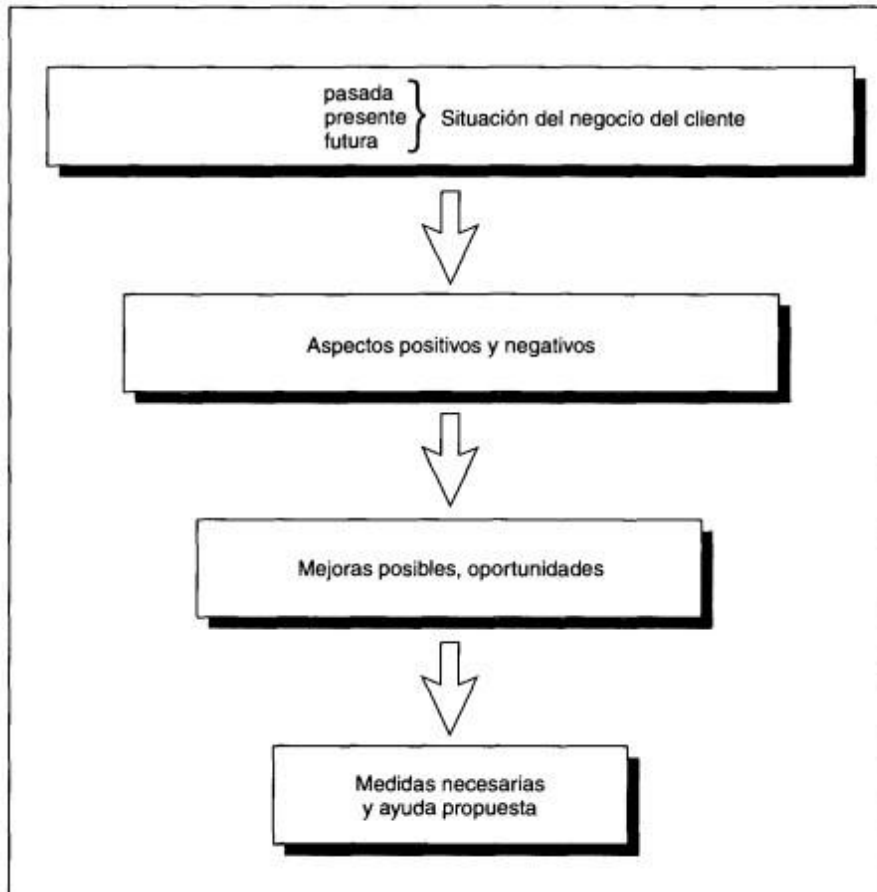 pasada
presente
futura
Situación del negocio del cliente
Aspectos positivos y negativos
Mejoras posibles, oportunidades
Medidas necesarias
y ayuda propuesta